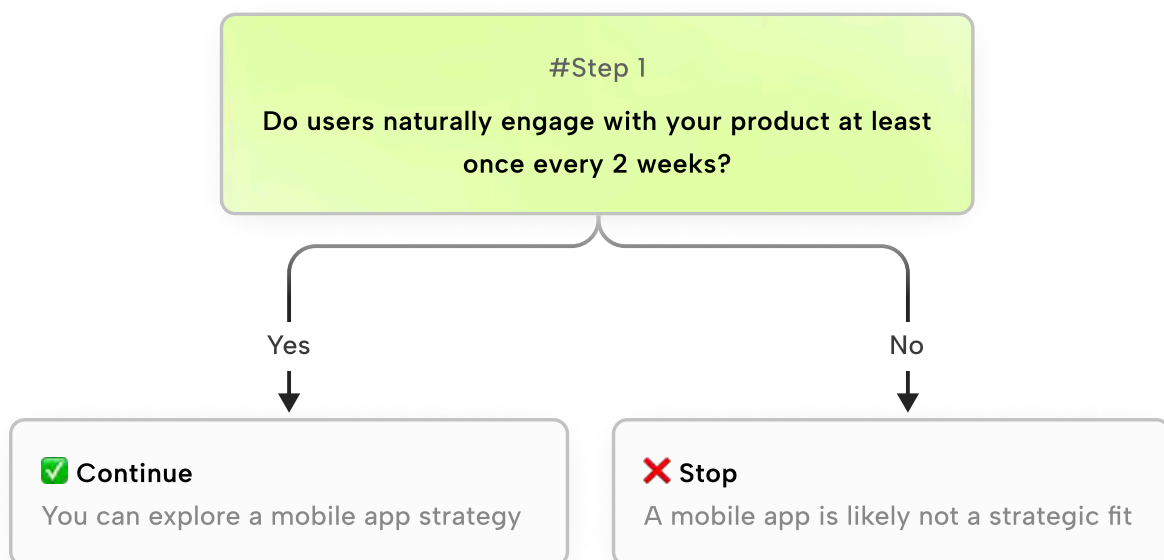 #Step 1
Do users naturally engage with your product at least
once every 2 weeks?
Yes
No
✅ Continue
You can explore a mobile app strategy
❌ Stop
A mobile app is likely not a strategic fit